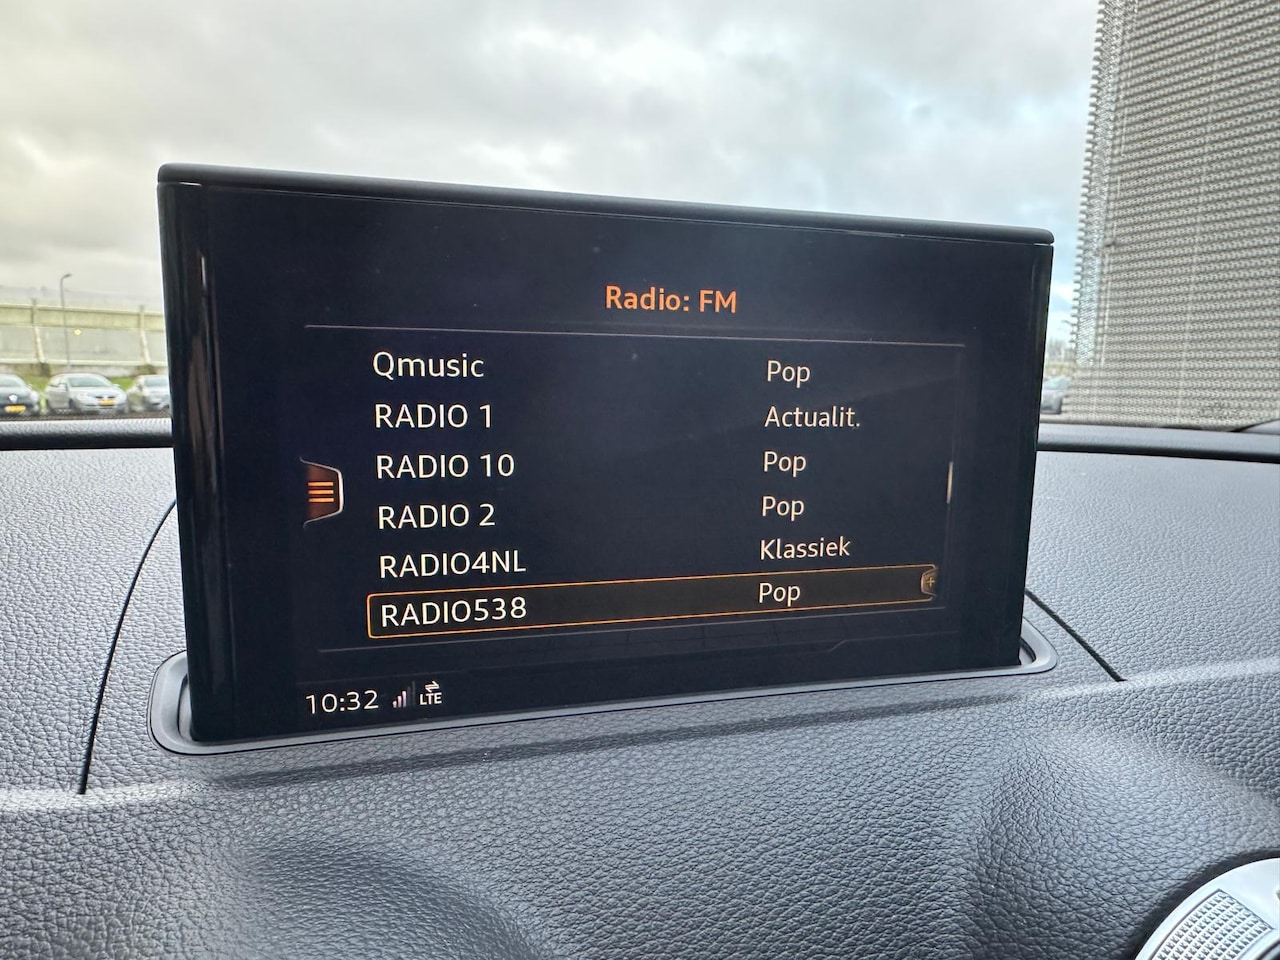 Radio: FM
Qmusic Pop
RADIO 1 Actualit.
RADIO 10 Pop
RADIO 2 Pop
RADIO4NL Klassiek
RADIO538 Pop
10:32 LTE